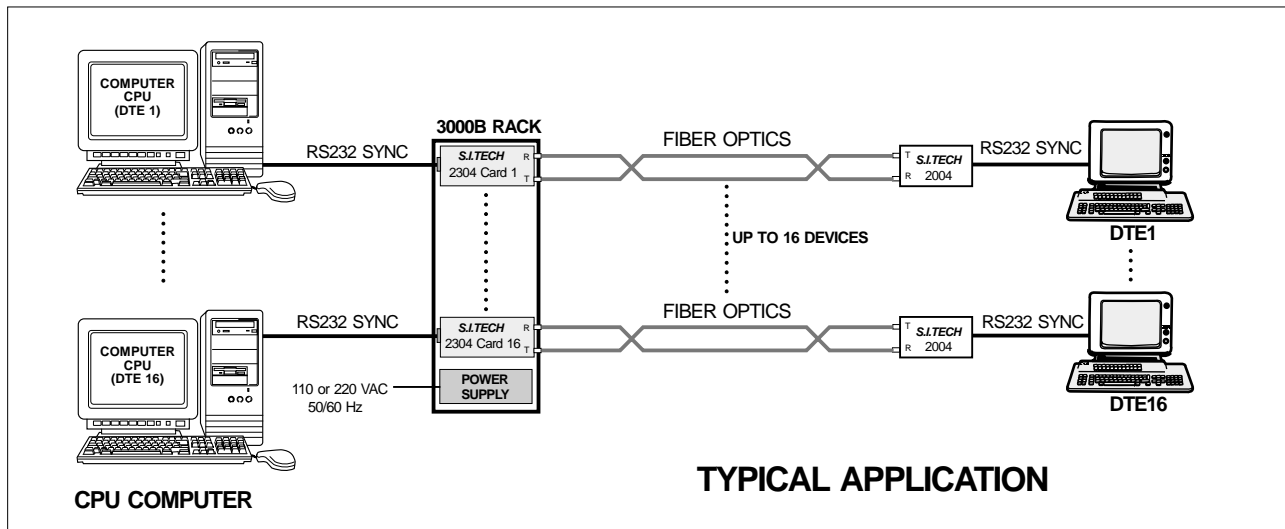 COMPUTER
CPU
(DTE 1)
RS232 SYNC
3000B RACK
S.I.TECH
2304 Card 1
R
T
FIBER OPTICS
T
R
S.I.TECH
2004
RS232 SYNC
DTE1
UP TO 16 DEVICES
COMPUTER
CPU
(DTE 16)
RS232 SYNC
S.I.TECH
2304 Card 16
R
T
FIBER OPTICS
T
R
S.I.TECH
2004
RS232 SYNC
DTE16
110 or 220 VAC
50/60 Hz
POWER
SUPPLY
CPU COMPUTER
TYPICAL APPLICATION